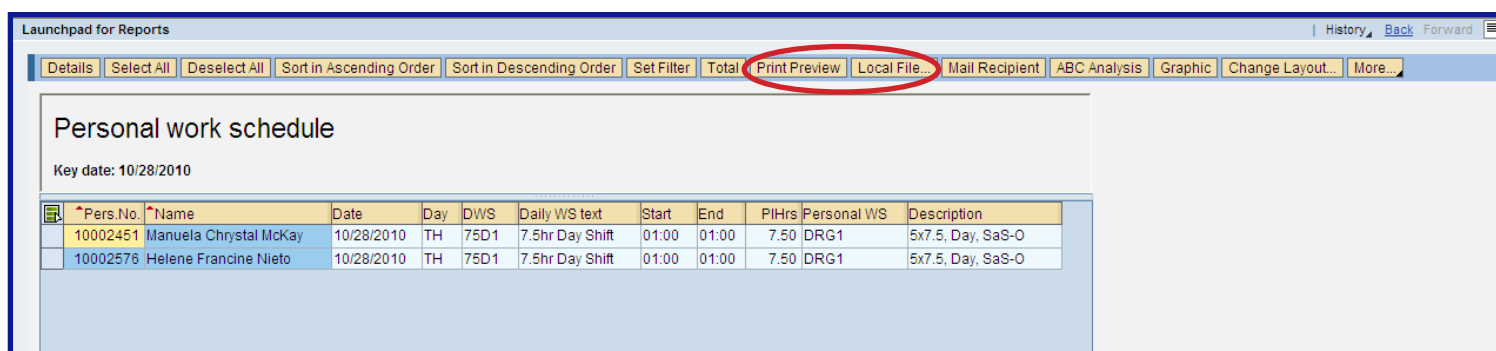 Launchpad for Reports | History Back Forward
Details Select All Deselect All Sort in Ascending Order Sort in Descending Order Set Filter Total Print Preview Local File... Mail Recipient ABC Analysis Graphic Change Layout... More...
Personal work schedule
Key date: 10/28/2010
Pers.No. Name Date Day DWS Daily WS text Start End PlHrs Personal WS Description
10002451 Manuela Chrystal McKay 10/28/2010 TH 75D1 7.5hr Day Shift 01:00 01:00 7.50 DRG1 5x7.5, Day, SaS-O
10002576 Helene Francine Nieto 10/28/2010 TH 75D1 7.5hr Day Shift 01:00 01:00 7.50 DRG1 5x7.5, Day, SaS-O